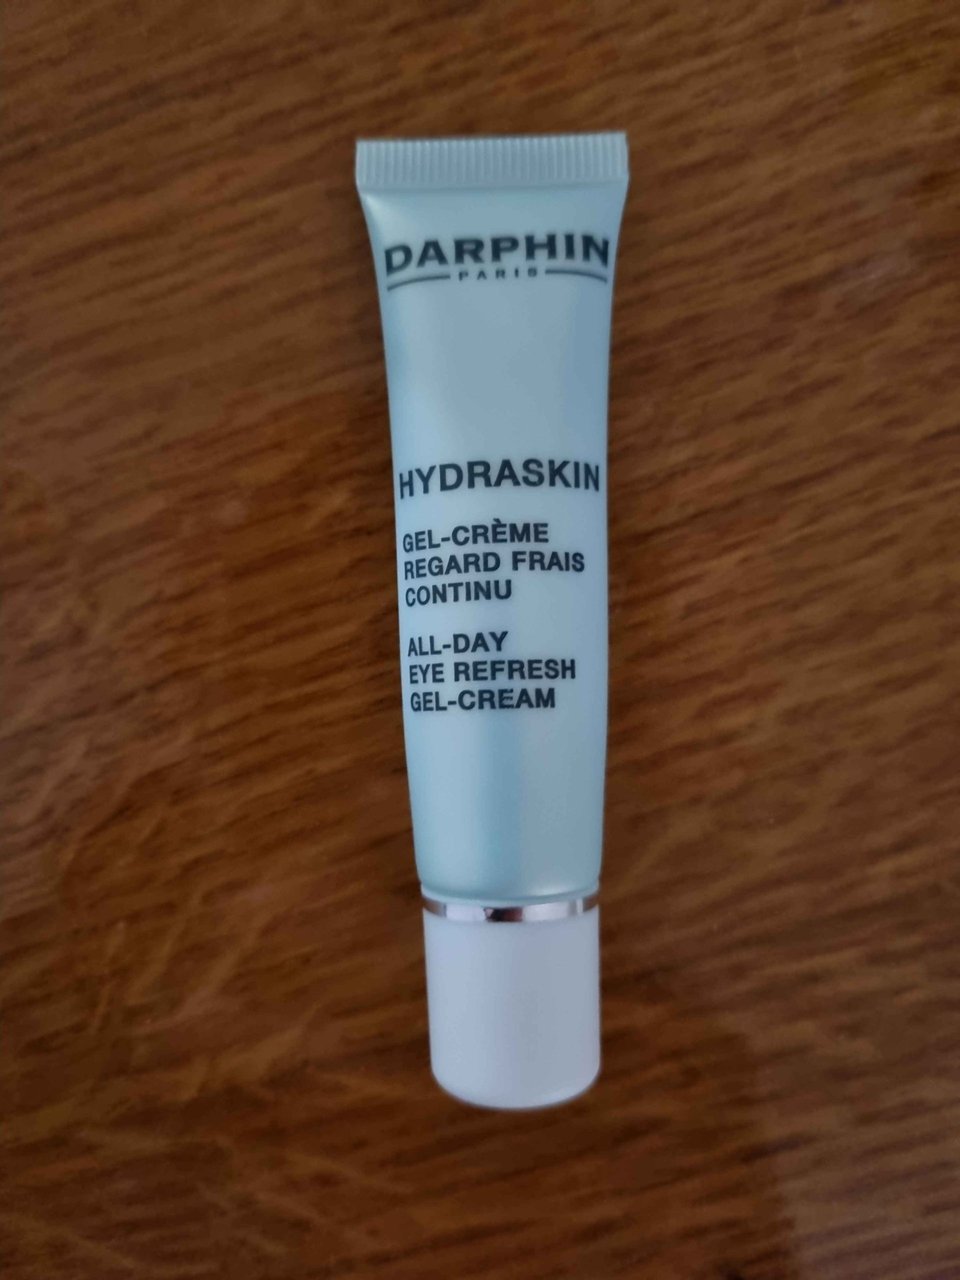 DARPHIN
PARIS
HYDRASKIN
GEL-CRÈME
REGARD FRAIS
CONTINU
ALL-DAY
EYE REFRESH
GEL-CREAM